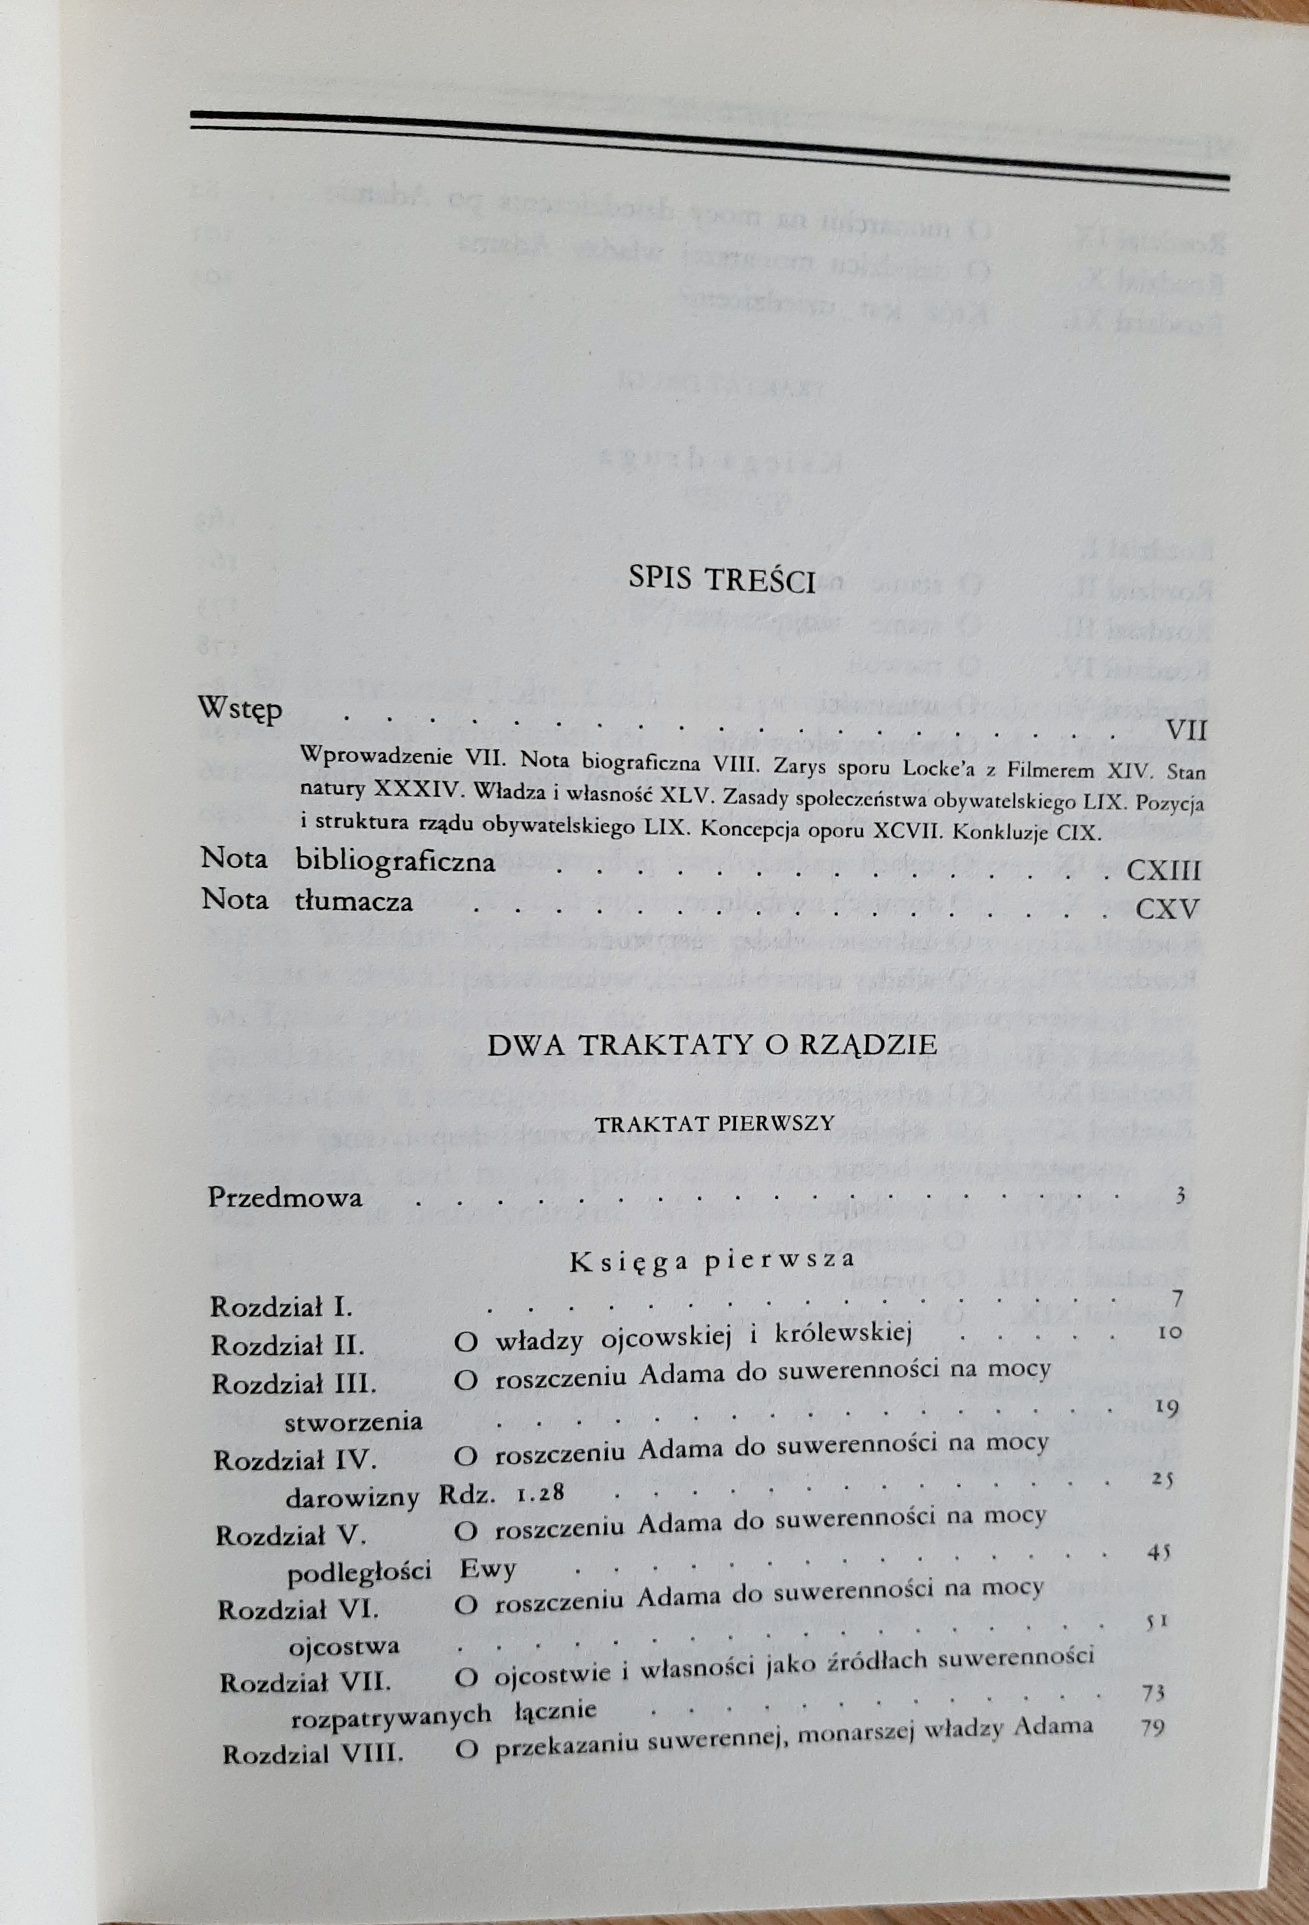 SPIS TREŚCI
Wstęp . . . . . . . . . . . . . . . . . . . VII
Wprowadzenie VII. Nota biograficzna VIII. Zarys sporu Locke'a z Filmerem XIV. Stan
natury XXXIV. Władza i własność XLV. Zasady społeczeństwa obywatelskiego LIX. Pozycja
i struktura rządu obywatelskiego LIX. Koncepcja oporu XCVII. Konkluzje CIX.
Nota bibliograficzna . . . . . . . . . . . . . . . CXIII
Nota tłumacza . . . . . . . . . . . . . . . . . CXV
DWA TRAKTATY O RZĄDZIE
TRAKTAT PIERWSZY
Przedmowa . . . . . . . . . . . . . . . . . . 3
Księga pierwsza
Rozdział I. . . . . . . . . . . . . . . . . . 7
Rozdział II. O władzy ojcowskiej i królewskiej . . . . . 10
Rozdział III. O roszczeniu Adama do suwerenności na mocy
stworzenia . . . . . . . . . . . . . . . . 19
Rozdział IV. O roszczeniu Adama do suwerenności na mocy
darowizny Rdz. 1.28 . . . . . . . . . . . . . 25
Rozdział V. O roszczeniu Adama do suwerenności na mocy
podległości Ewy . . . . . . . . . . . . . . 45
Rozdział VI. O roszczeniu Adama do suwerenności na mocy
ojcostwa . . . . . . . . . . . . . . . . . 51
Rozdział VII. O ojcostwie i własności jako źródłach suwerenności
rozpatrywanych łącznie . . . . . . . . . . . . 73
Rozdzial VIII. O przekazaniu suwerennej, monarszej władzy Adama 79